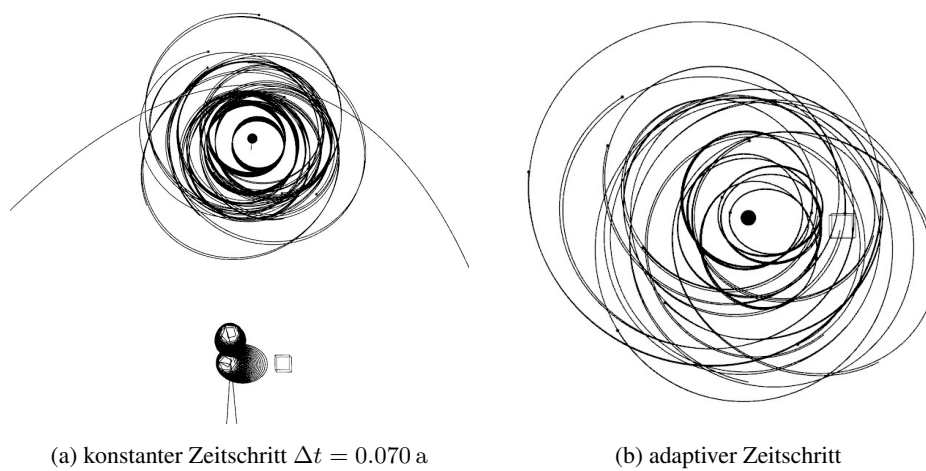 (a) konstanter Zeitschritt Δt = 0.070 a
(b) adaptiver Zeitschritt